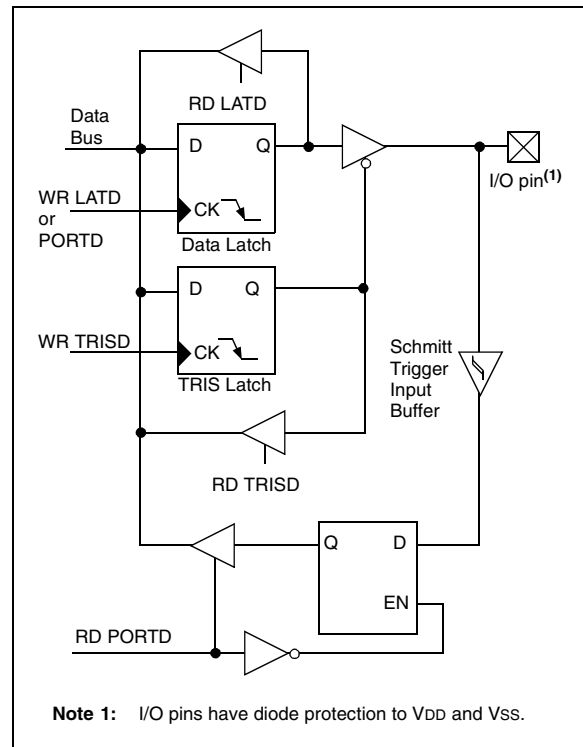 RD LATD
Data
Bus
D Q
I/O pin(1)
WR LATD
or
PORTD
CK
Data Latch
D Q
WR TRISD
CK
TRIS Latch
Schmitt
Trigger
Input
Buffer
RD TRISD
Q D
EN
RD PORTD
Note 1: I/O pins have diode protection to VDD and VSS.